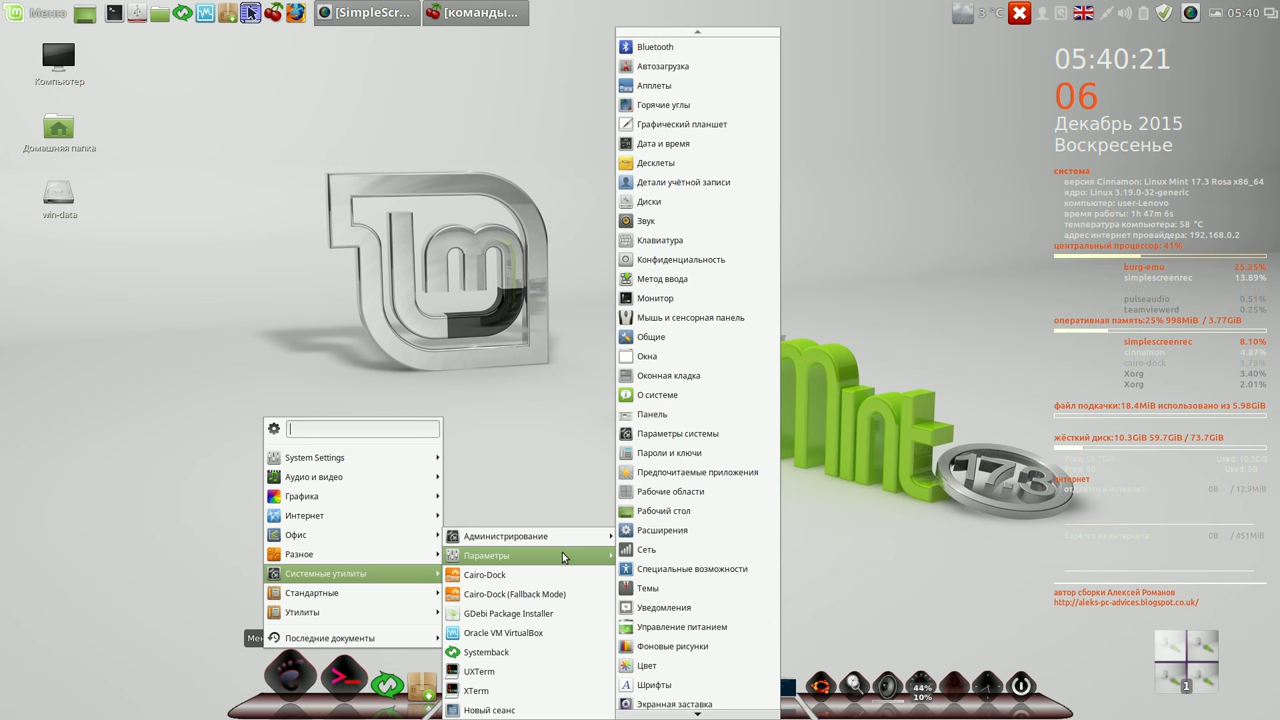 Меню
[SimpleScr...
[команды...
3 °C
05:40
Компьютер
Домашняя папка
win-data
05:40:21
06
Декабрь 2015
Воскресенье
система
версия Cinnamon: Linux Mint 17.3 Rosa x86_64
ядро: Linux 3.19.0-32-generic
компьютер: user-Lenovo
время работы: 1h 47m 6s
температура компьютера: 58 °C
адрес интернет провайдера: 192.168.0.2
центральный процессор: 41%
burg-emu 25.25%
simplescreenrec 13.89%
pulseaudio 0.51%
teamviewerd 0.25%
оперативная память:25% 998MiB / 3.77GiB
simplescreenrec 8.10%
cinnamon 4.87%
cairo-dock 3.78%
Xorg 3.40%
Xorg 2.01%
файл подкачки:18.4MiB использовано из 5.98GiB
жёсткий диск:10.3GiB 59.7GiB / 73.7GiB
интернет
0B / 12.9MiB
0B / 451MiB
автор сборки Алексей Романов
http://aleks-pc-advices.blogspot.co.uk/
mint
17.3
System Settings
Аудио и видео
Графика
Интернет
Офис
Разное
Системные утилиты
Стандартные
Утилиты
Последние документы
Администрирование
Параметры
Cairo-Dock
Cairo-Dock (Fallback Mode)
GDebi Package Installer
Oracle VM VirtualBox
Systemback
UXTerm
XTerm
Новый сеанс
Bluetooth
Автозагрузка
Апплеты
Горячие углы
Графический планшет
Дата и время
Десклеты
Детали учётной записи
Диски
Звук
Клавиатура
Конфиденциальность
Метод ввода
Монитор
Мышь и сенсорная панель
Общие
Окна
Оконная кладка
О системе
Панель
Параметры системы
Пароли и ключи
Предпочитаемые приложения
Рабочие области
Рабочий стол
Расширения
Сеть
Специальные возможности
Темы
Уведомления
Управление питанием
Фоновые рисунки
Цвет
Шрифты
Экранная заставка
44%
10%
1